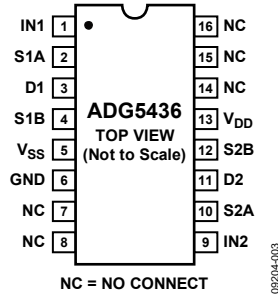 IN1 1
S1A 2
D1 3
S1B 4
VSS 5
GND 6
NC 7
NC 8
ADG5436
TOP VIEW
(Not to Scale)
16 NC
15 NC
14 NC
13 VDD
12 S2B
11 D2
10 S2A
9 IN2
NC = NO CONNECT
09204-003